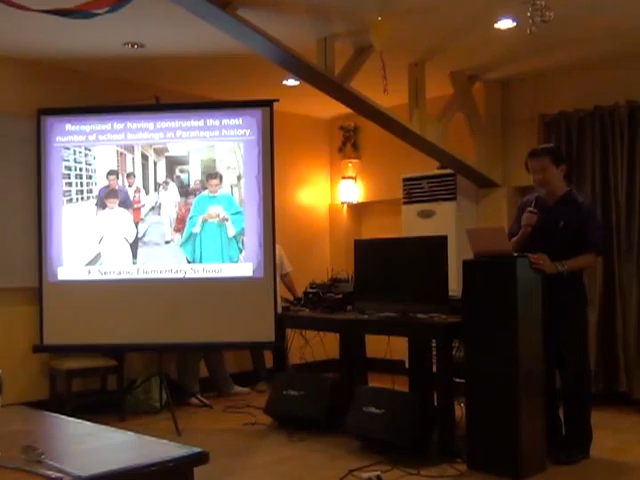 Recognized for having constructed the most
number of school buildings in Parañaque history.
F. Serrano Elementary School